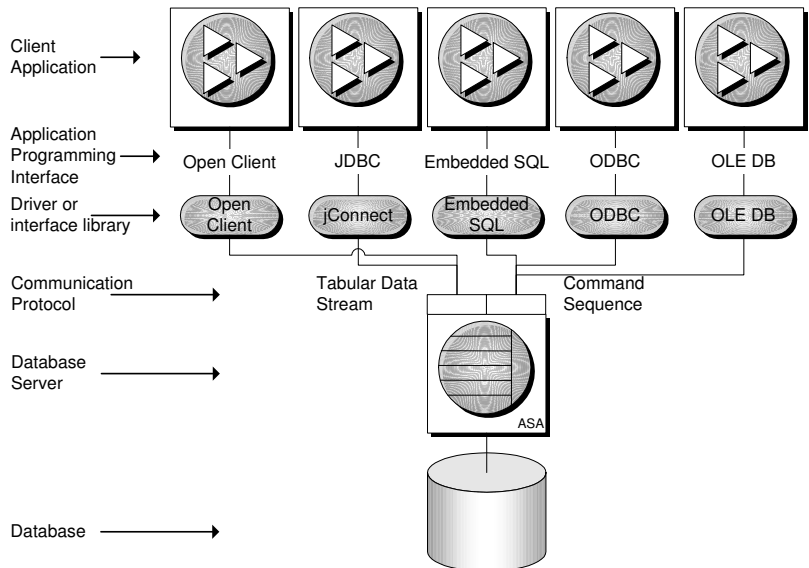 Client
Application
Application
Programming
Interface
Open Client
JDBC
Embedded SQL
ODBC
OLE DB
Driver or
interface library
Open
Client
jConnect
Embedded
SQL
ODBC
OLE DB
Communication
Protocol
Tabular Data
Stream
Command
Sequence
Database
Server
ASA
Database